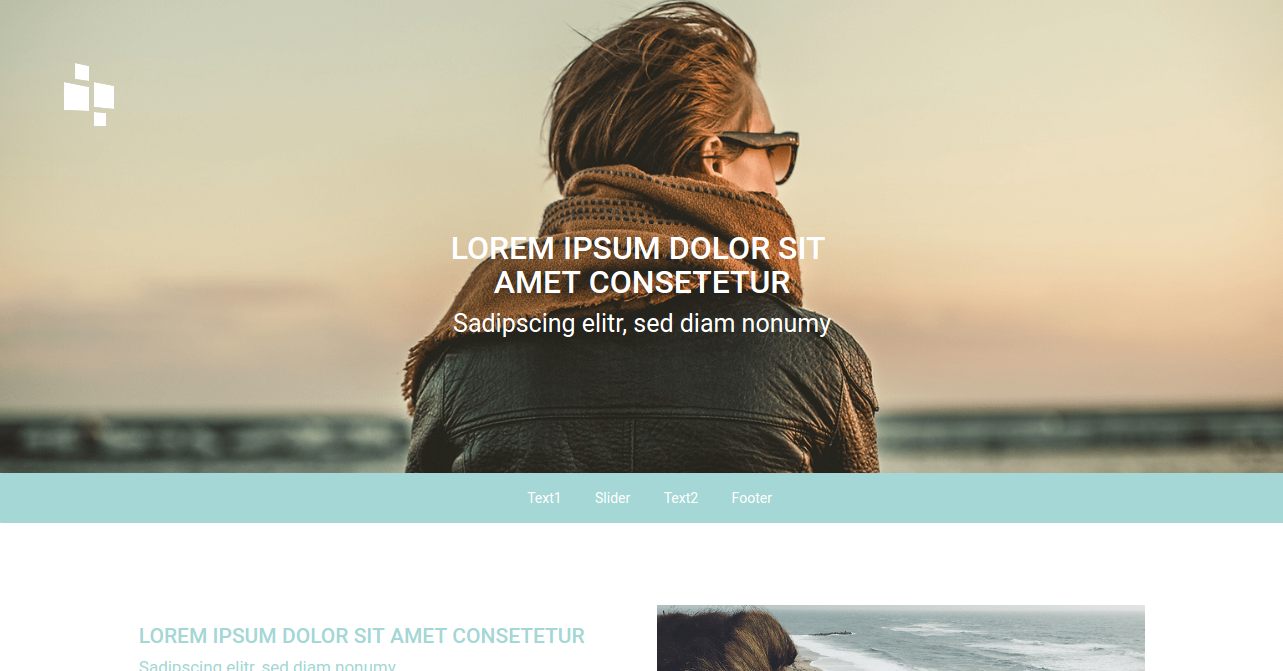 LOREM IPSUM DOLOR SIT
AMET CONSETETUR
Sadipscing elitr, sed diam nonumy
Text1 Slider Text2 Footer
LOREM IPSUM DOLOR SIT AMET CONSETETUR
Sadipscing elitr, sed diam nonumy